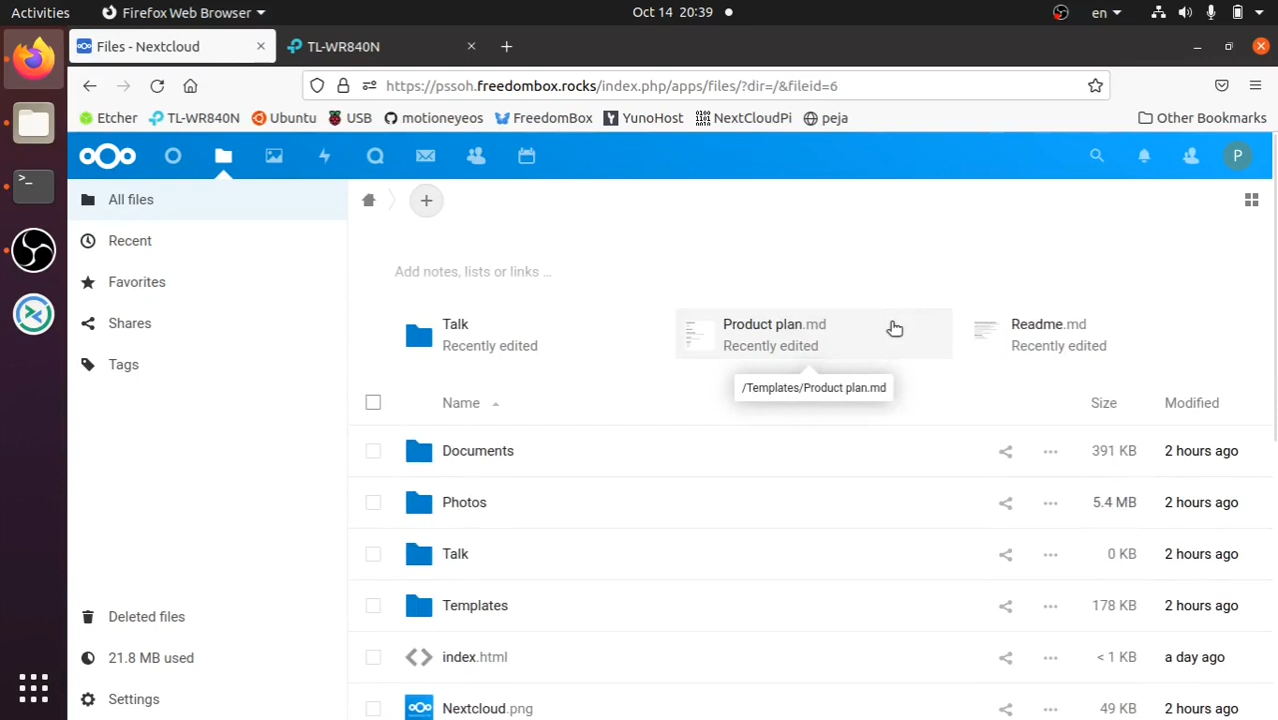 Activities Firefox Web Browser Oct 14 20:39 en
Files - Nextcloud TL-WR840N
https://pssoh.freedombox.rocks/index.php/apps/files/?dir=/&fileid=6
Etcher TL-WR840N Ubuntu USB motioneyeos FreedomBox YunoHost NextCloudPi peja Other Bookmarks
P
All files
Recent
Favorites
Shares
Tags
Deleted files
21.8 MB used
Settings
Add notes, lists or links ...
Talk Product plan.md Readme.md
Recently edited Recently edited Recently edited
/Templates/Product plan.md
Name Size Modified
Documents 391 KB 2 hours ago
Photos 5.4 MB 2 hours ago
Talk 0 KB 2 hours ago
Templates 178 KB 2 hours ago
index.html < 1 KB a day ago
Nextcloud.png 49 KB 2 hours ago